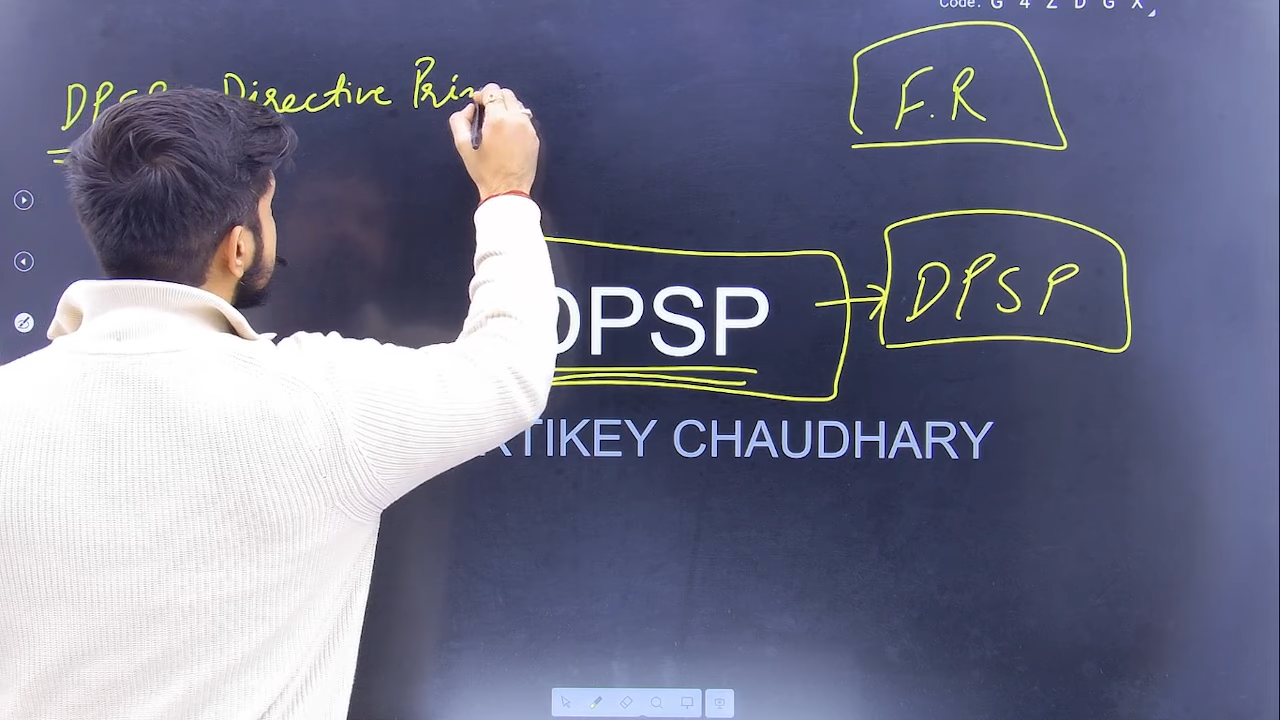 Code: G 4 Z D G X
DPSP Directive Prin
F.R
DPSP
DPSP
RTIKEY CHAUDHARY